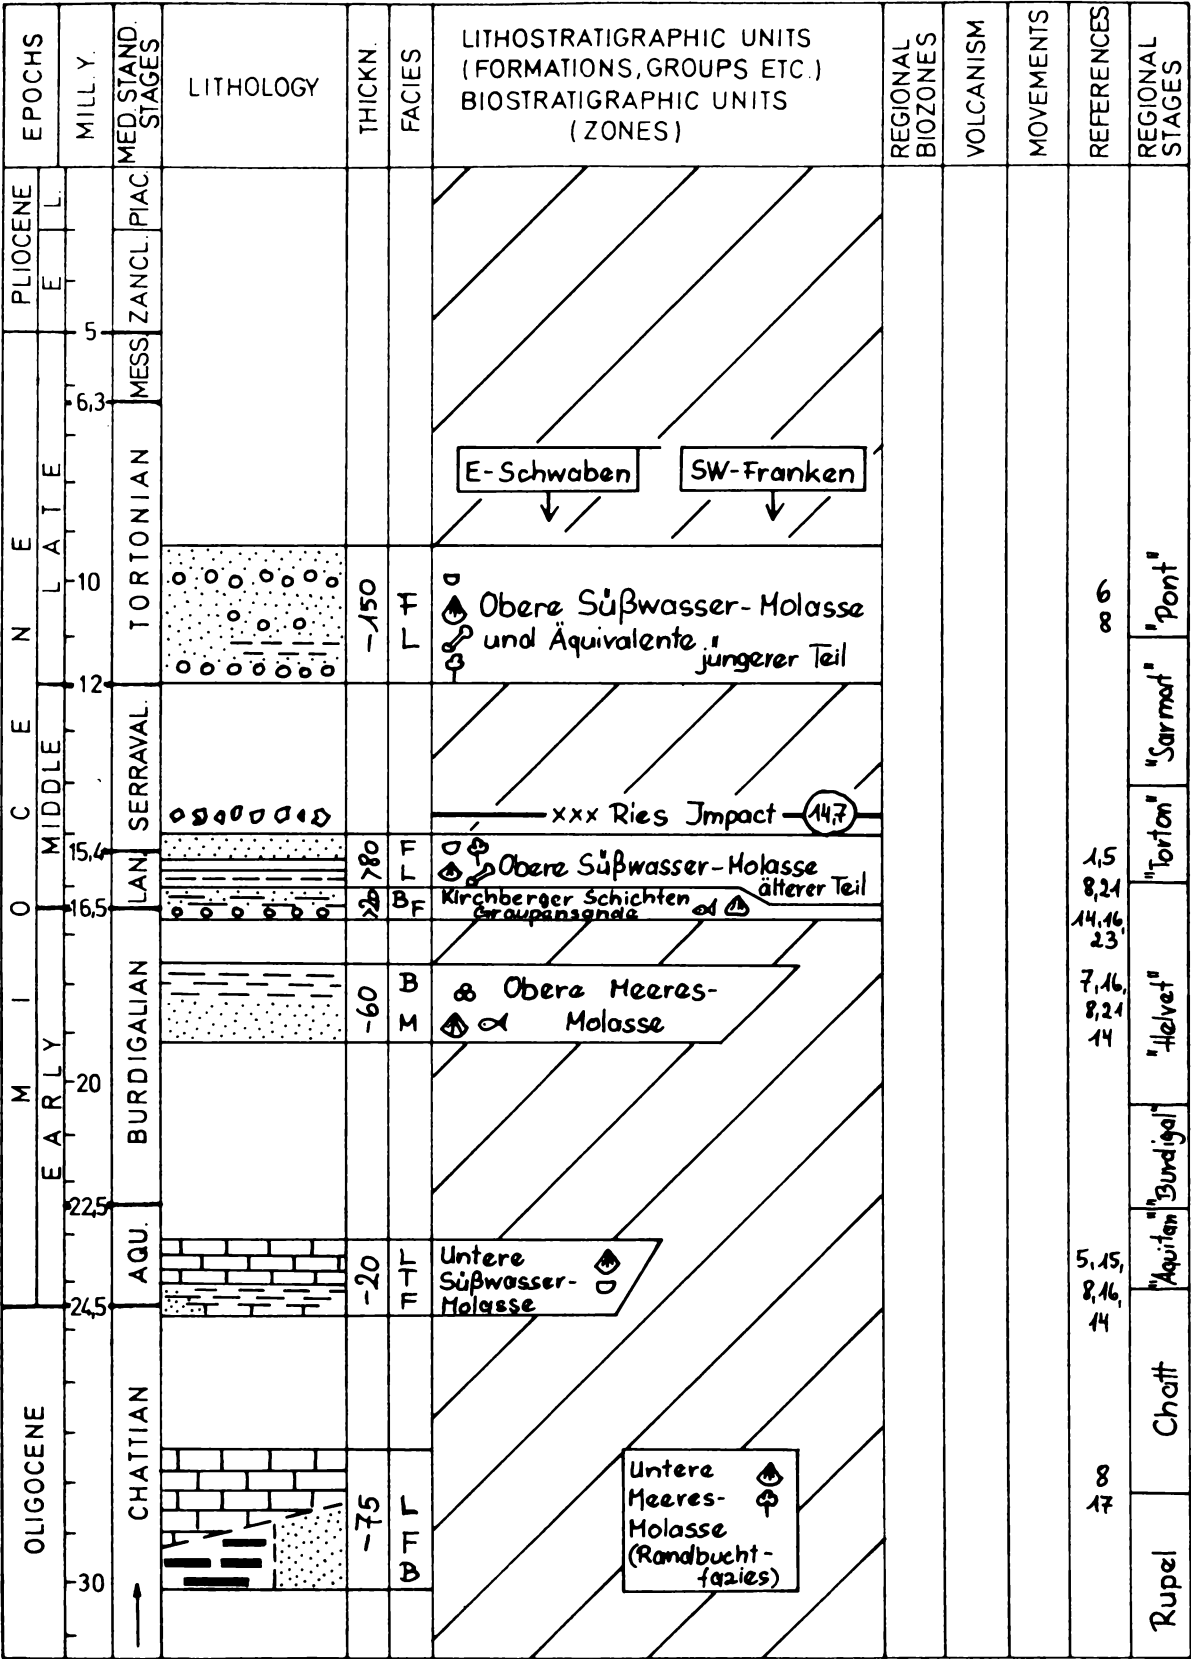 EPOCHS
MILL.Y.
MED. STAND. STAGES
LITHOLOGY
THICKN.
FACIES
LITHOSTRATIGRAPHIC UNITS
(FORMATIONS, GROUPS ETC.)
BIOSTRATIGRAPHIC UNITS
(ZONES)
REGIONAL BIOZONES
VOLCANISM
MOVEMENTS
REFERENCES
REGIONAL STAGES
PLIOCENE
L.
E
PIAC.
ZANCL.
5
MESS.
6,3
MIOCENE
LATE
TORTONIAN
E-Schwaben
SW-Franken
10
-150
F
L
Obere Süßwasser-Molasse
und Äquivalente, jüngerer Teil
6
8
"Pont"
12
MIDDLE
SERRAVAL.
"Sarmat"
xxx Ries Impact
14,7
"Torton"
15,4
LAN.
>80
F
L
Obere Süßwasser-Molasse
älterer Teil
1,5
8,21
16,5
>20
B F
Kirchberger Schichten
Graupensande
14,16,
23
EARLY
BURDIGALIAN
-60
B
M
Obere Meeres-
Molasse
7,16,
8,21
14
"Helvet"
20
"Burdigal"
22,5
AQU.
-20
L
T
F
Untere
Süßwasser-
Molasse
5,15,
8,16,
14
"Aquitan"
24,5
OLIGOCENE
CHATTIAN
Chatt
-75
L
F
B
Untere
Meeres-
Molasse
(Randbucht-
fazies)
8
17
30
Rupel